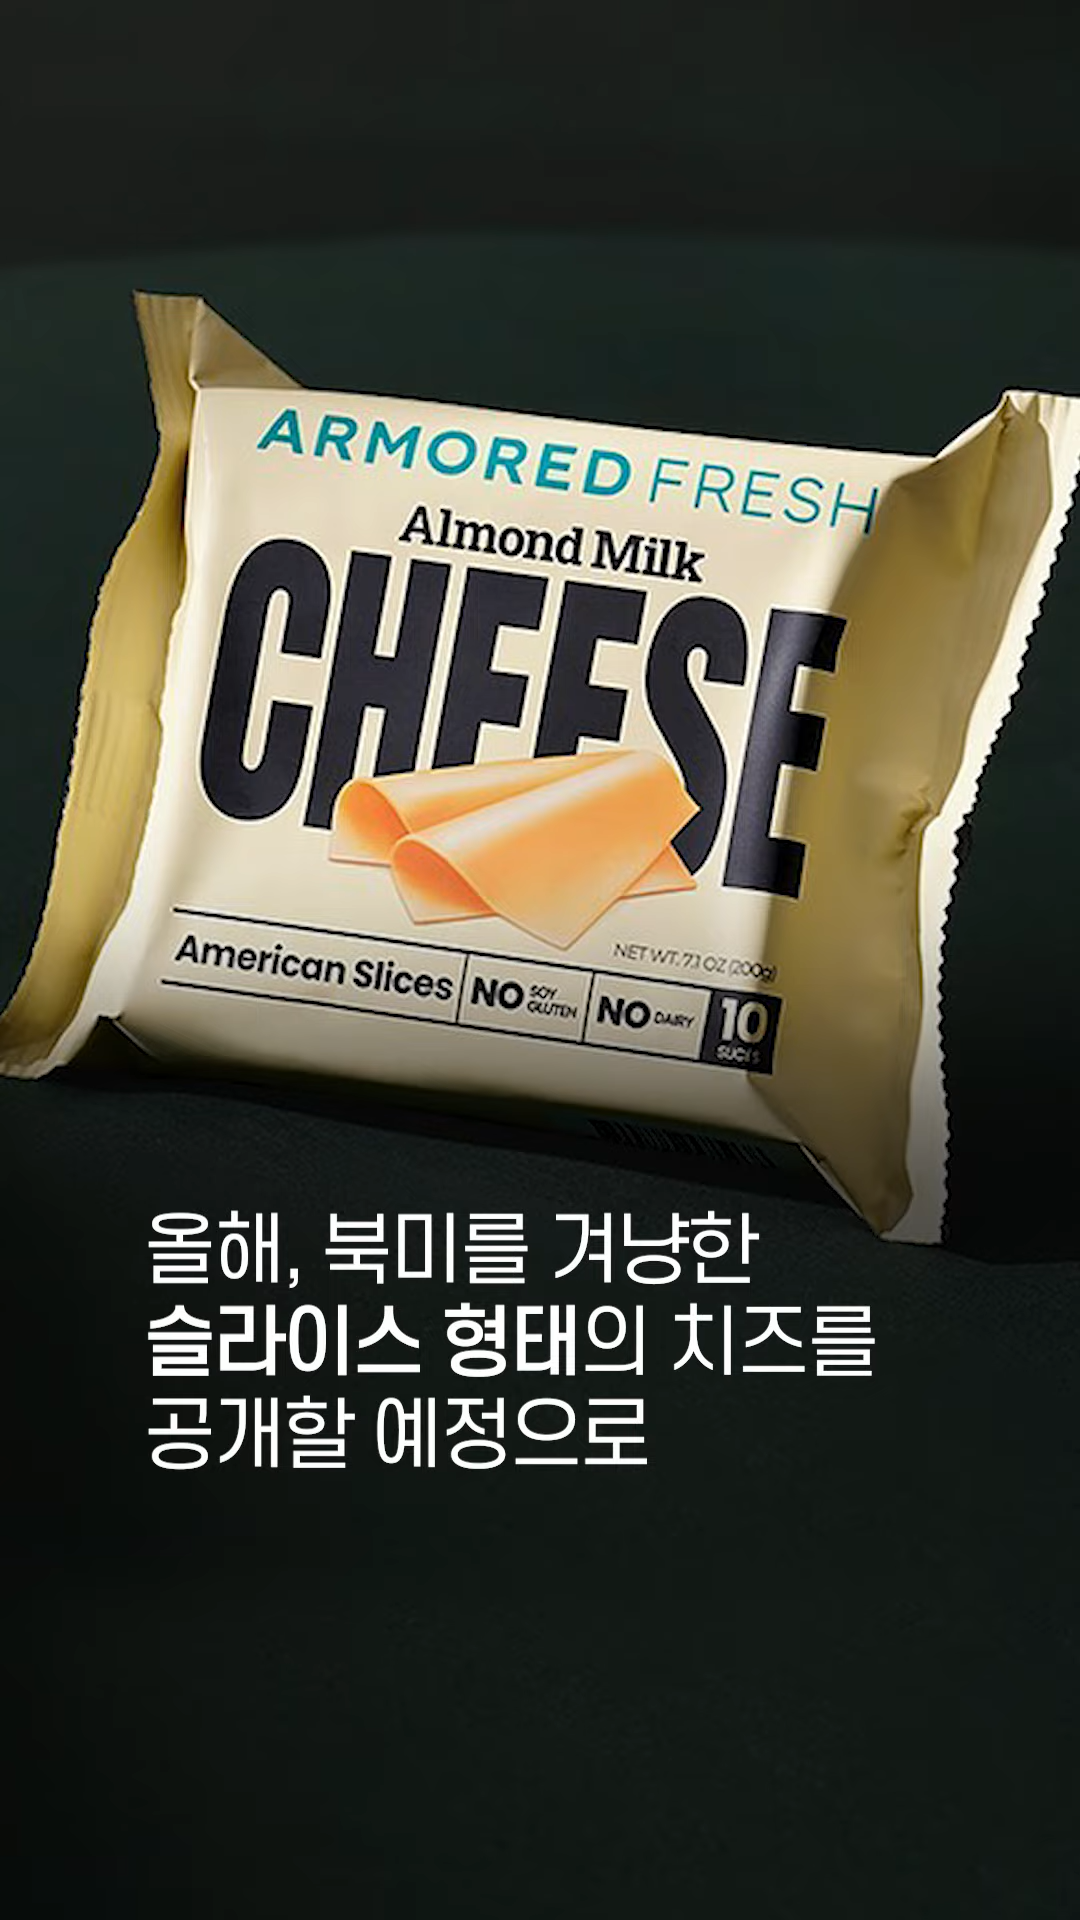 ARMORED FRESH
Almond Milk
CHEESE
NET WT. 7.1 OZ (200g)
American Slices
NO SOY GLUTEN
NO DAIRY
10 SLICES
올해, 북미를 겨냥한
슬라이스 형태의 치즈를
공개할 예정으로